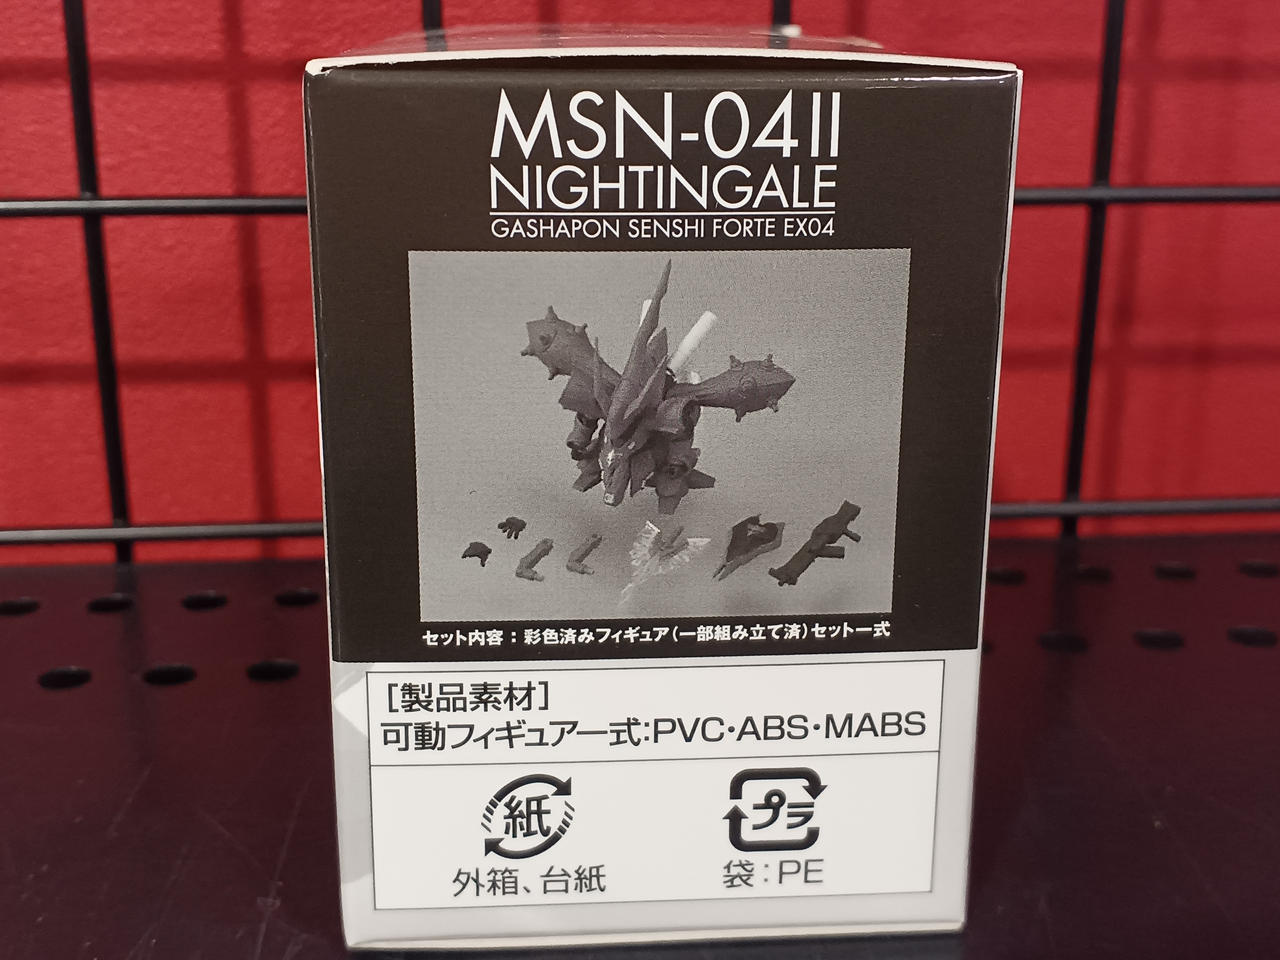 MSN-04II
NIGHTINGALE
GASHAPON SENSHI FORTE EX04
セット内容：彩色済みフィギュア(一部組み立て済)セット一式
[製品素材]
可動フィギュア一式:PVC・ABS・MABS
紙
プラ
外箱、台紙
袋：PE